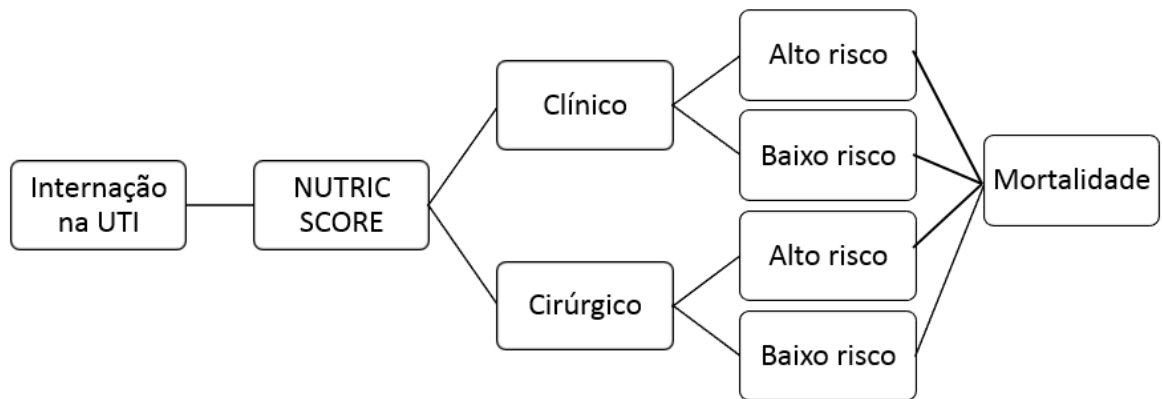 Internação
na UTI
NUTRIC
SCORE
Clínico
Cirúrgico
Alto risco
Baixo risco
Alto risco
Baixo risco
Mortalidade